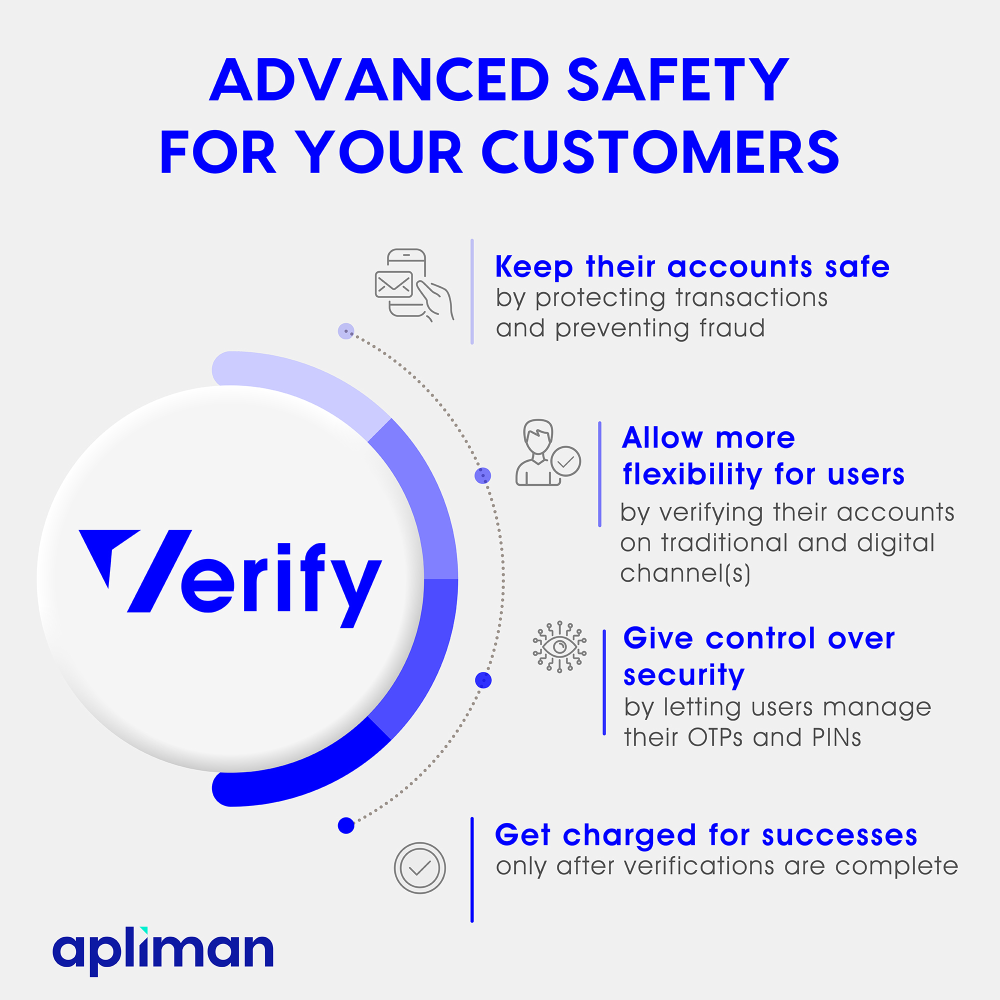 ADVANCED SAFETY
FOR YOUR CUSTOMERS
Keep their accounts safe
by protecting transactions
and preventing fraud
Allow more
flexibility for users
by verifying their accounts
on traditional and digital
channel(s)
Verify
Give control over
security
by letting users manage
their OTPs and PINs
Get charged for successes
only after verifications are complete
apliman